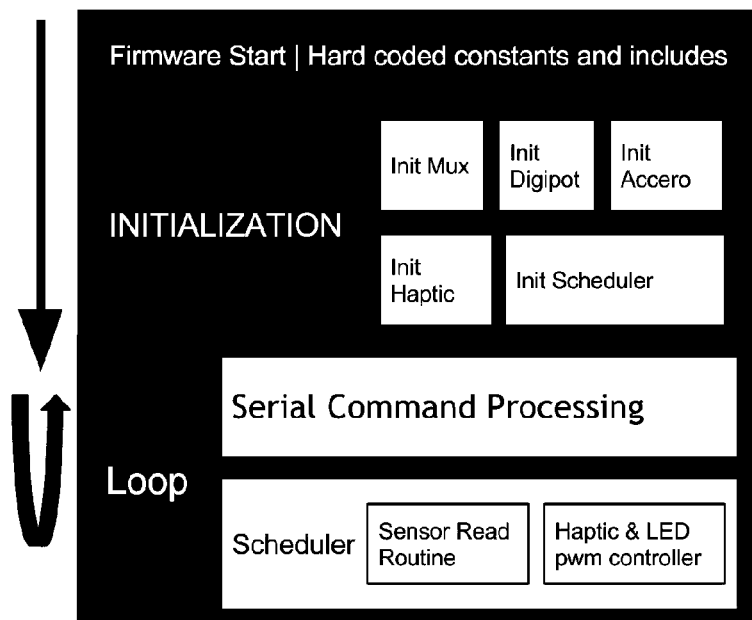 Firmware Start | Hard coded constants and includes
INITIALIZATION
Init Mux
Init
Digipot
Init
Accero
Init
Haptic
Init Scheduler
Loop
Serial Command Processing
Scheduler
Sensor Read
Routine
Haptic & LED
pwm controller